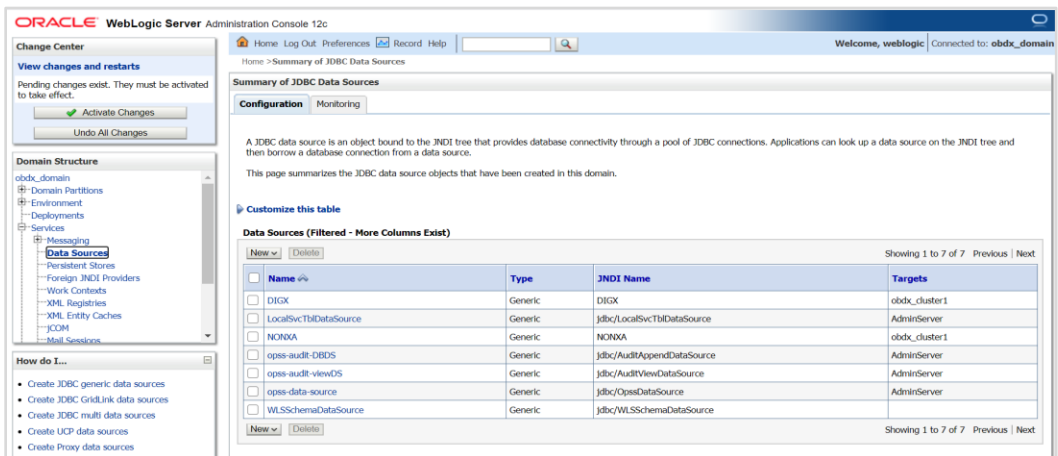 ORACLE WebLogic Server Administration Console 12c
Change Center
View changes and restarts
Pending changes exist. They must be activated
to take effect.
Activate Changes
Undo All Changes
Domain Structure
obdx_domain
Domain Partitions
Environment
Deployments
Services
Messaging
Data Sources
Persistent Stores
Foreign JNDI Providers
Work Contexts
XML Registries
XML Entity Caches
jCOM
Mail Sessions
How do I...
Create JDBC generic data sources
Create JDBC GridLink data sources
Create JDBC multi data sources
Create UCP data sources
Create Proxy data sources
Home Log Out Preferences Record Help
Welcome, weblogic Connected to: obdx_domain
Home >Summary of JDBC Data Sources
Summary of JDBC Data Sources
Configuration Monitoring
A JDBC data source is an object bound to the JNDI tree that provides database connectivity through a pool of JDBC connections. Applications can look up a data source on the JNDI tree and
then borrow a database connection from a data source.
This page summarizes the JDBC data source objects that have been created in this domain.
Customize this table
Data Sources (Filtered - More Columns Exist)
New Delete Showing 1 to 7 of 7 Previous | Next
Name Type JNDI Name Targets
DIGX Generic DIGX obdx_cluster1
LocalSvcTblDataSource Generic jdbc/LocalSvcTblDataSource AdminServer
NONXA Generic NONXA obdx_cluster1
opss-audit-DBDS Generic jdbc/AuditAppendDataSource AdminServer
opss-audit-viewDS Generic jdbc/AuditViewDataSource AdminServer
opss-data-source Generic jdbc/OpssDataSource AdminServer
WLSSchemaDataSource Generic jdbc/WLSSchemaDataSource
New Delete Showing 1 to 7 of 7 Previous | Next